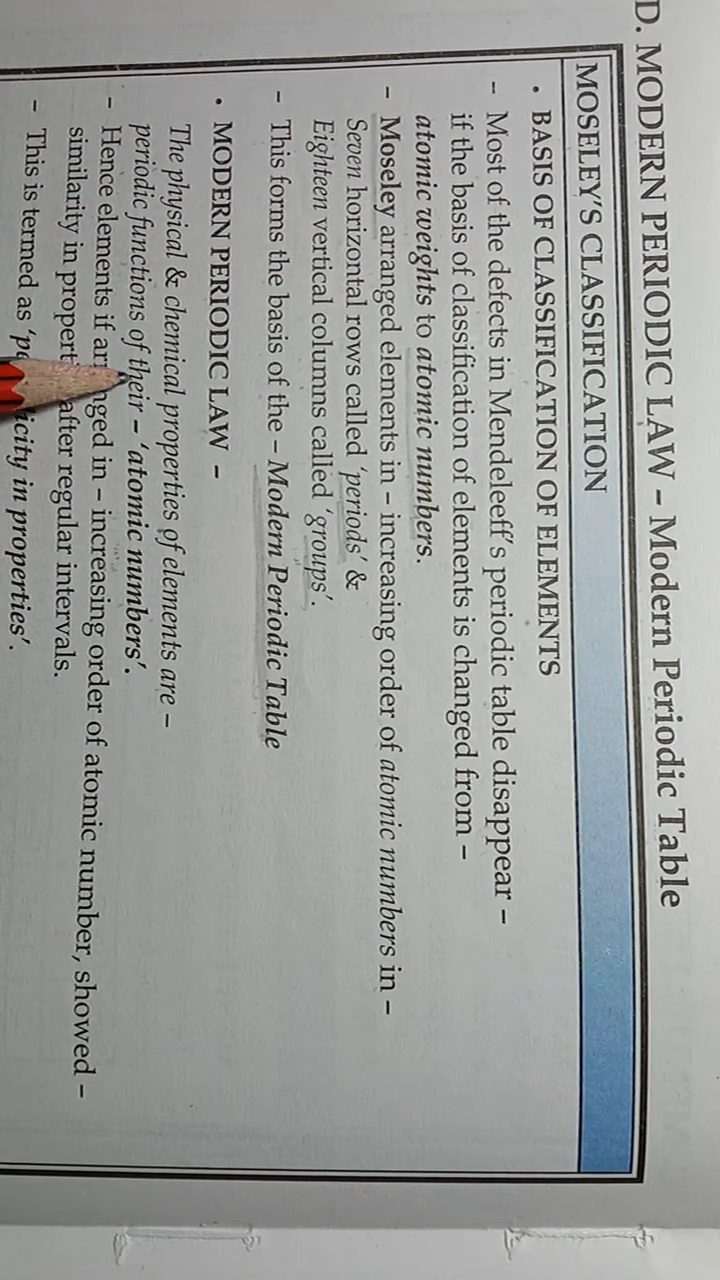 D. MODERN PERIODIC LAW – Modern Periodic Table
MOSELEY'S CLASSIFICATION
• BASIS OF CLASSIFICATION OF ELEMENTS
– Most of the defects in Mendeleeff's periodic table disappear –
if the basis of classification of elements is changed from –
atomic weights to atomic numbers.
– Moseley arranged elements in – increasing order of atomic numbers in –
Seven horizontal rows called 'periods' &
Eighteen vertical columns called 'groups'.
– This forms the basis of the – Modern Periodic Table
• MODERN PERIODIC LAW –
The physical & chemical properties of elements are –
periodic functions of their – 'atomic numbers'.
– Hence elements if in – increasing order of atomic number, showed –
similarity in after regular intervals.
– This is termed as in properties'.